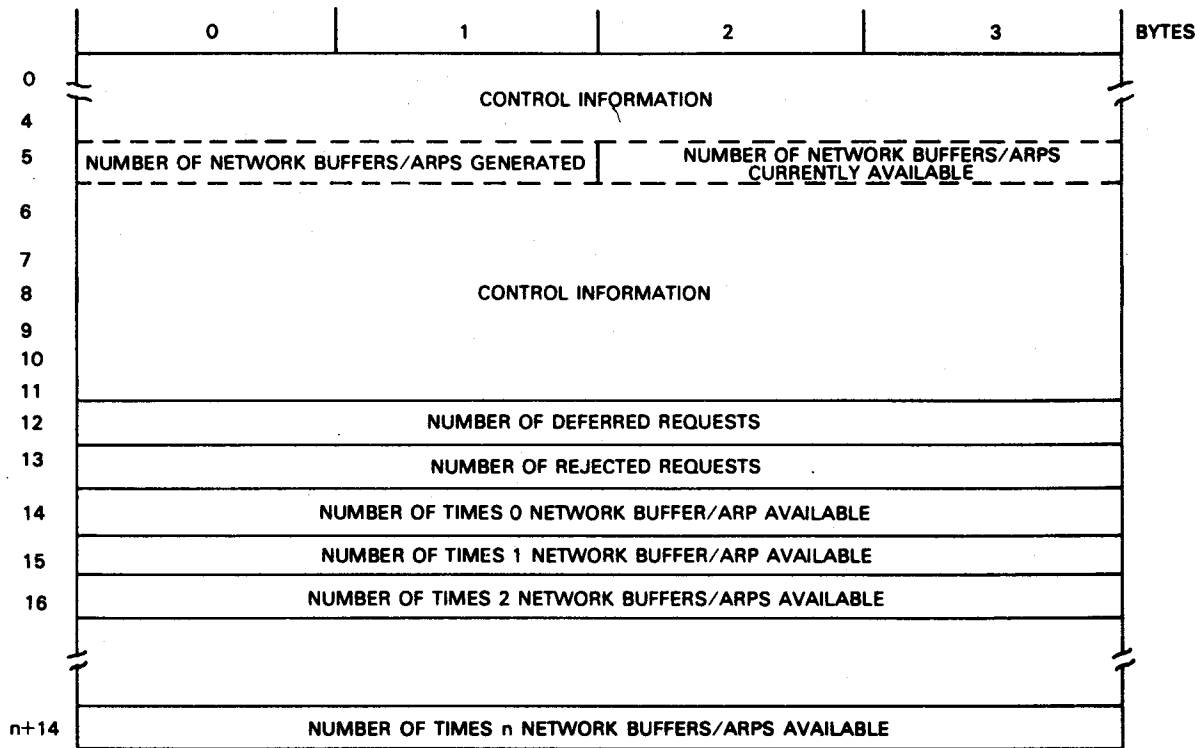 0 1 2 3 BYTES
0
CONTROL INFORMATION
4
5 NUMBER OF NETWORK BUFFERS/ARPS GENERATED NUMBER OF NETWORK BUFFERS/ARPS
CURRENTLY AVAILABLE
6
7
8 CONTROL INFORMATION
9
10
11
12 NUMBER OF DEFERRED REQUESTS
13 NUMBER OF REJECTED REQUESTS
14 NUMBER OF TIMES 0 NETWORK BUFFER/ARP AVAILABLE
15 NUMBER OF TIMES 1 NETWORK BUFFER/ARP AVAILABLE
16 NUMBER OF TIMES 2 NETWORK BUFFERS/ARPS AVAILABLE
n+14 NUMBER OF TIMES n NETWORK BUFFERS/ARPS AVAILABLE